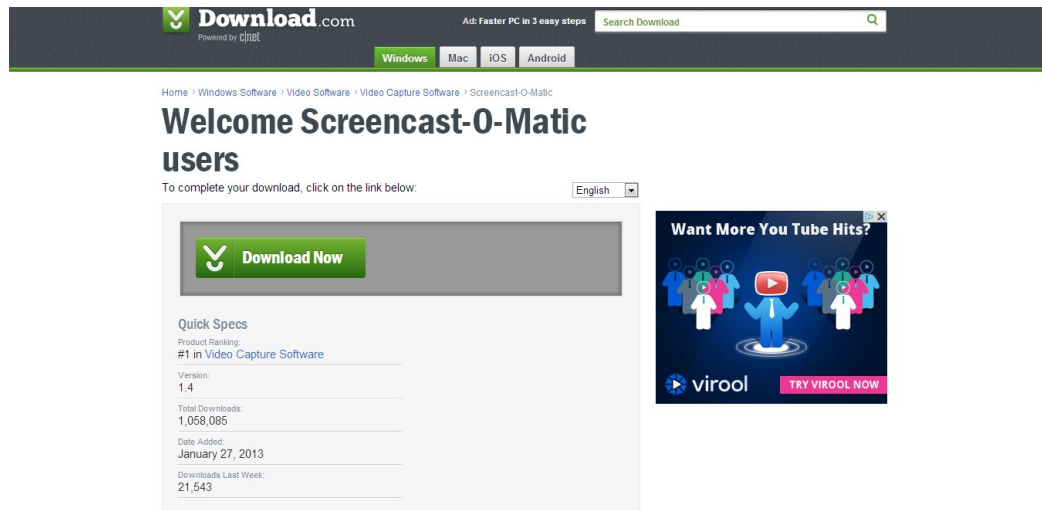 Download.com
Powered by c|net
Ad: Faster PC in 3 easy steps
Search Download
Windows
Mac
iOS
Android
Home › Windows Software › Video Software › Video Capture Software › Screencast-O-Matic
Welcome Screencast-O-Matic
users
To complete your download, click on the link below:
English
Download Now
Quick Specs
Product Ranking:
#1 in Video Capture Software
Version:
1.4
Total Downloads:
1,058,085
Date Added:
January 27, 2013
Downloads Last Week:
21,543
Want More You Tube Hits?
virool
TRY VIROOL NOW